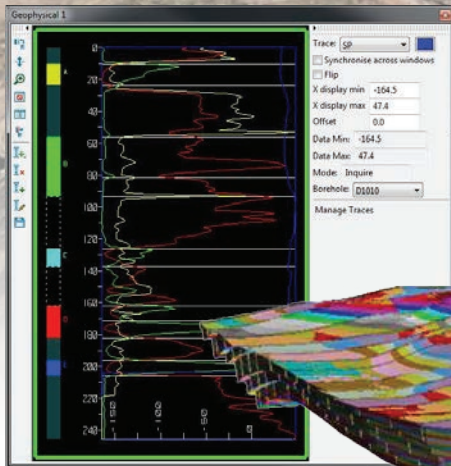 Geophysical 1
Trace: SP
Synchronise across windows
Flip
X display min -164.5
X display max 47.4
Offset 0.0
Data Min: -164.5
Data Max: 47.4
Mode: Inquire
Borehole: D1010
Manage Traces
0
20
40
60
80
100
120
140
160
180
200
220
240
A
B
C
D
E
-150
-100
-50
0